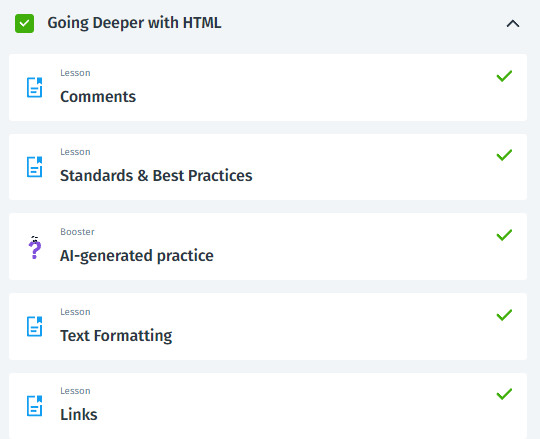 Going Deeper with HTML
Lesson
Comments
Lesson
Standards & Best Practices
Booster
AI-generated practice
Lesson
Text Formatting
Lesson
Links